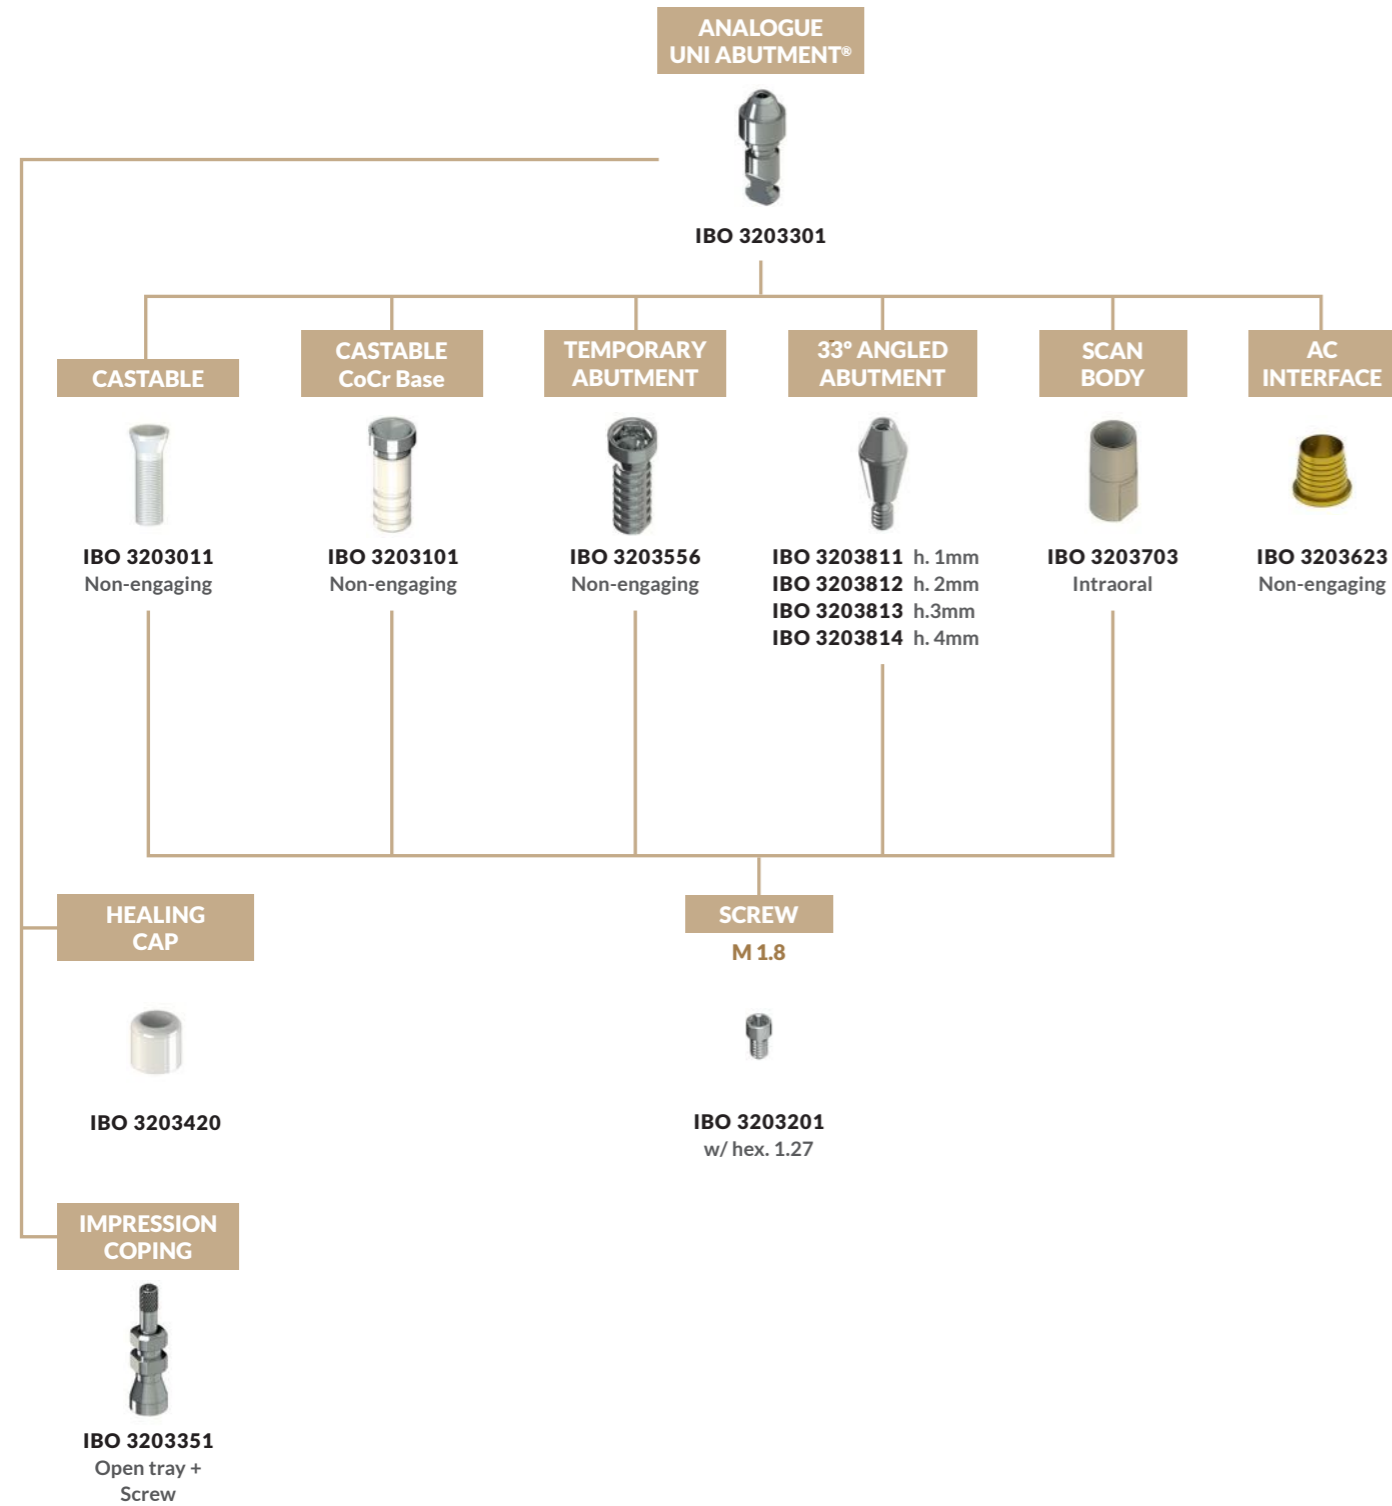 ANALOGUE
UNI ABUTMENT®
IBO 3203301
CASTABLE
IBO 3203011
Non-engaging
CASTABLE
CoCr Base
IBO 3203101
Non-engaging
TEMPORARY
ABUTMENT
IBO 3203556
Non-engaging
33º ANGLED
ABUTMENT
IBO 3203811 h. 1mm
IBO 3203812 h. 2mm
IBO 3203813 h.3mm
IBO 3203814 h. 4mm
SCAN
BODY
IBO 3203703
Intraoral
AC
INTERFACE
IBO 3203623
Non-engaging
HEALING
CAP
IBO 3203420
SCREW
M 1.8
IBO 3203201
w/ hex. 1.27
IMPRESSION
COPING
IBO 3203351
Open tray +
Screw